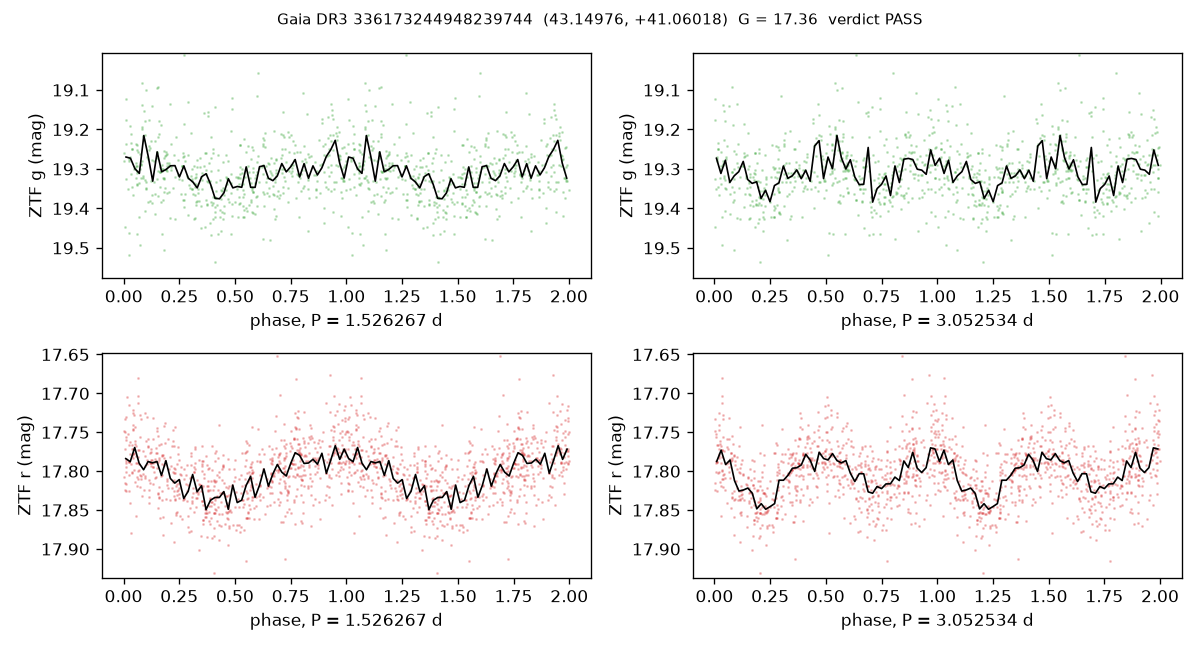 Gaia DR3 336173244948239744  (43.14976, +41.06018)  G = 17.36  verdict PASS
ZTF g (mag)
19.1
19.2
19.3
19.4
19.5
0.00 0.25 0.50 0.75 1.00 1.25 1.50 1.75 2.00
phase, P = 1.526267 d
ZTF g (mag)
19.1
19.2
19.3
19.4
19.5
0.00 0.25 0.50 0.75 1.00 1.25 1.50 1.75 2.00
phase, P = 3.052534 d
ZTF r (mag)
17.65
17.70
17.75
17.80
17.85
17.90
0.00 0.25 0.50 0.75 1.00 1.25 1.50 1.75 2.00
phase, P = 1.526267 d
ZTF r (mag)
17.65
17.70
17.75
17.80
17.85
17.90
0.00 0.25 0.50 0.75 1.00 1.25 1.50 1.75 2.00
phase, P = 3.052534 d